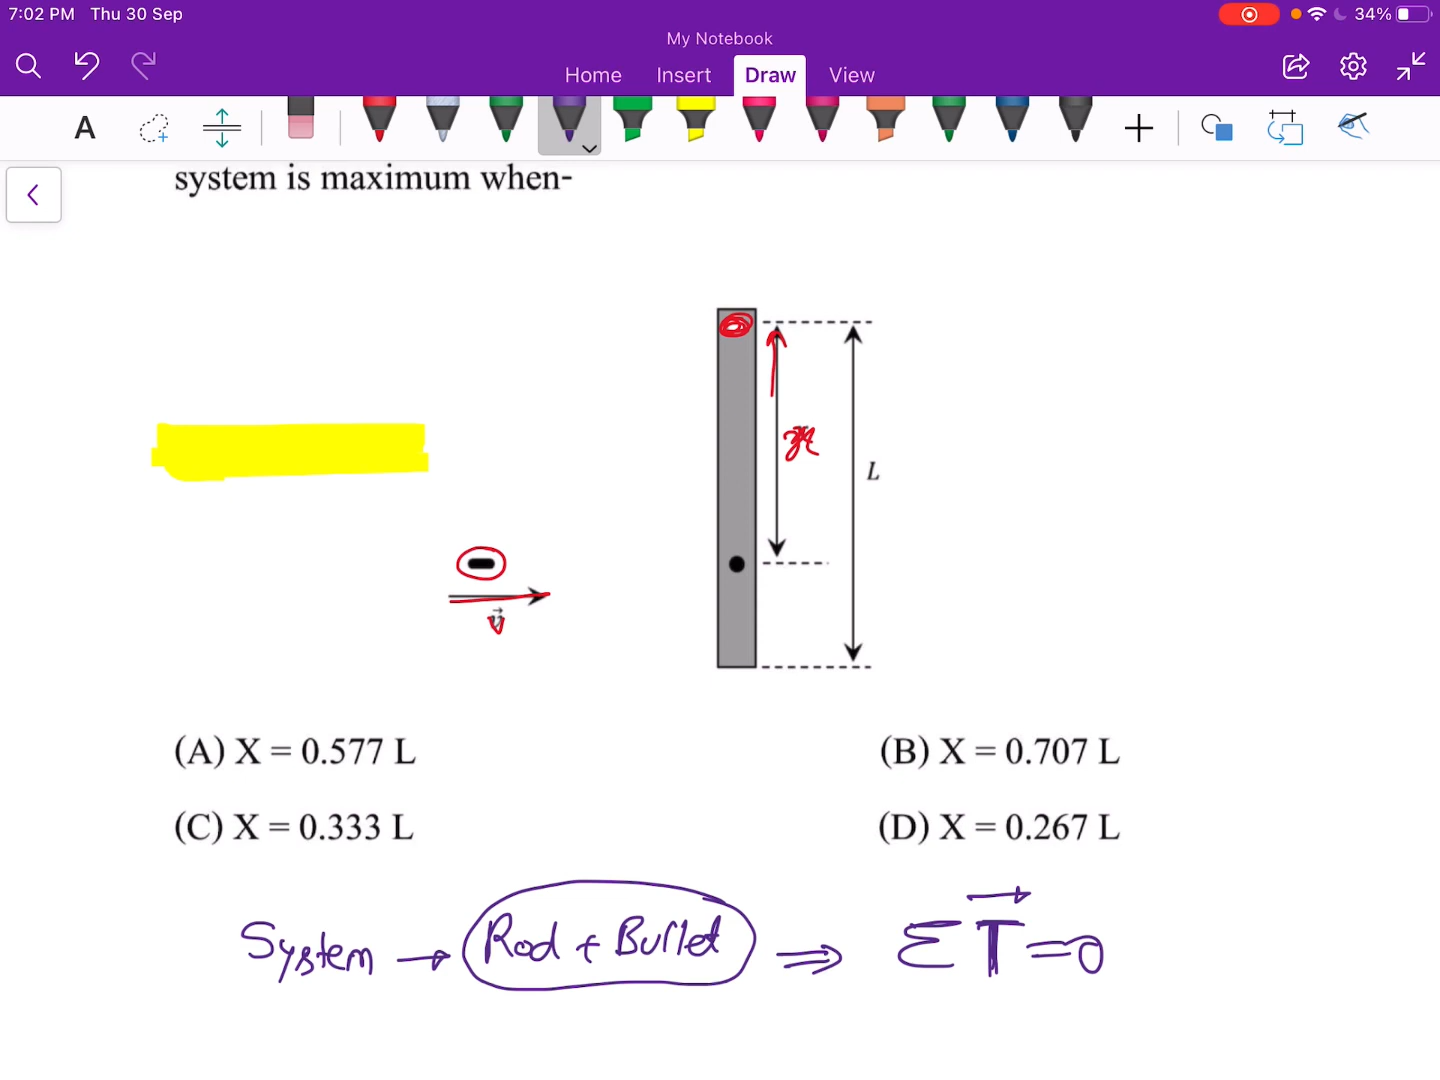 7:02 PM Thu 30 Sep
34%
My Notebook
Home Insert Draw View
A
system is maximum when-
x
L
v
(A) X = 0.577 L
(B) X = 0.707 L
(C) X = 0.333 L
(D) X = 0.267 L
System → Rod + Bullet ⇒ Στ⃗ = 0